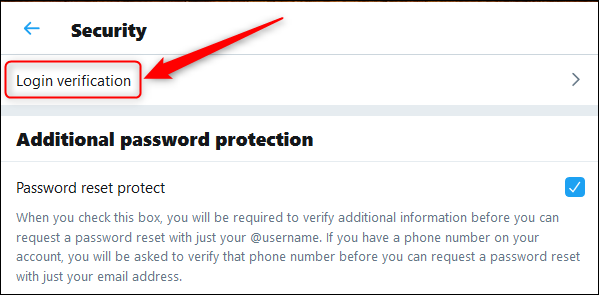 Security
Login verification
Additional password protection
Password reset protect
When you check this box, you will be required to verify additional information before you can
request a password reset with just your @username. If you have a phone number on your
account, you will be asked to verify that phone number before you can request a password reset
with just your email address.